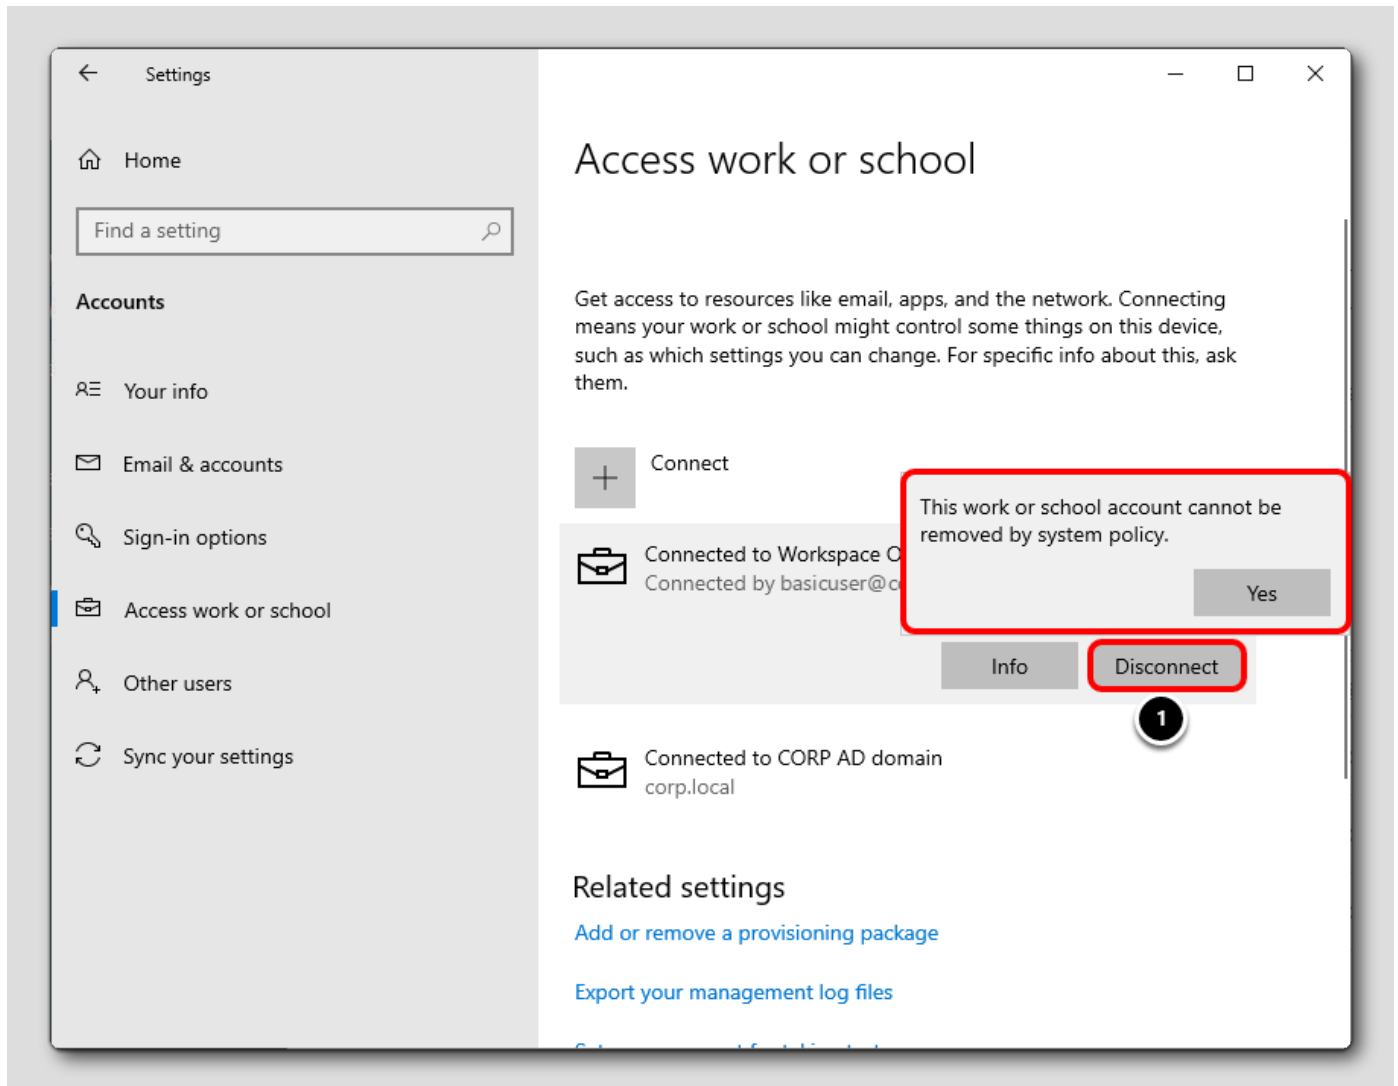 Settings
Home
Find a setting
Accounts
Your info
Email & accounts
Sign-in options
Access work or school
Other users
Sync your settings
Access work or school
Get access to resources like email, apps, and the network. Connecting
means your work or school might control some things on this device,
such as which settings you can change. For specific info about this, ask
them.
Connect
Connected to Workspace O
Connected by basicuser@c
This work or school account cannot be
removed by system policy.
Yes
Info
Disconnect
1
Connected to CORP AD domain
corp.local
Related settings
Add or remove a provisioning package
Export your management log files